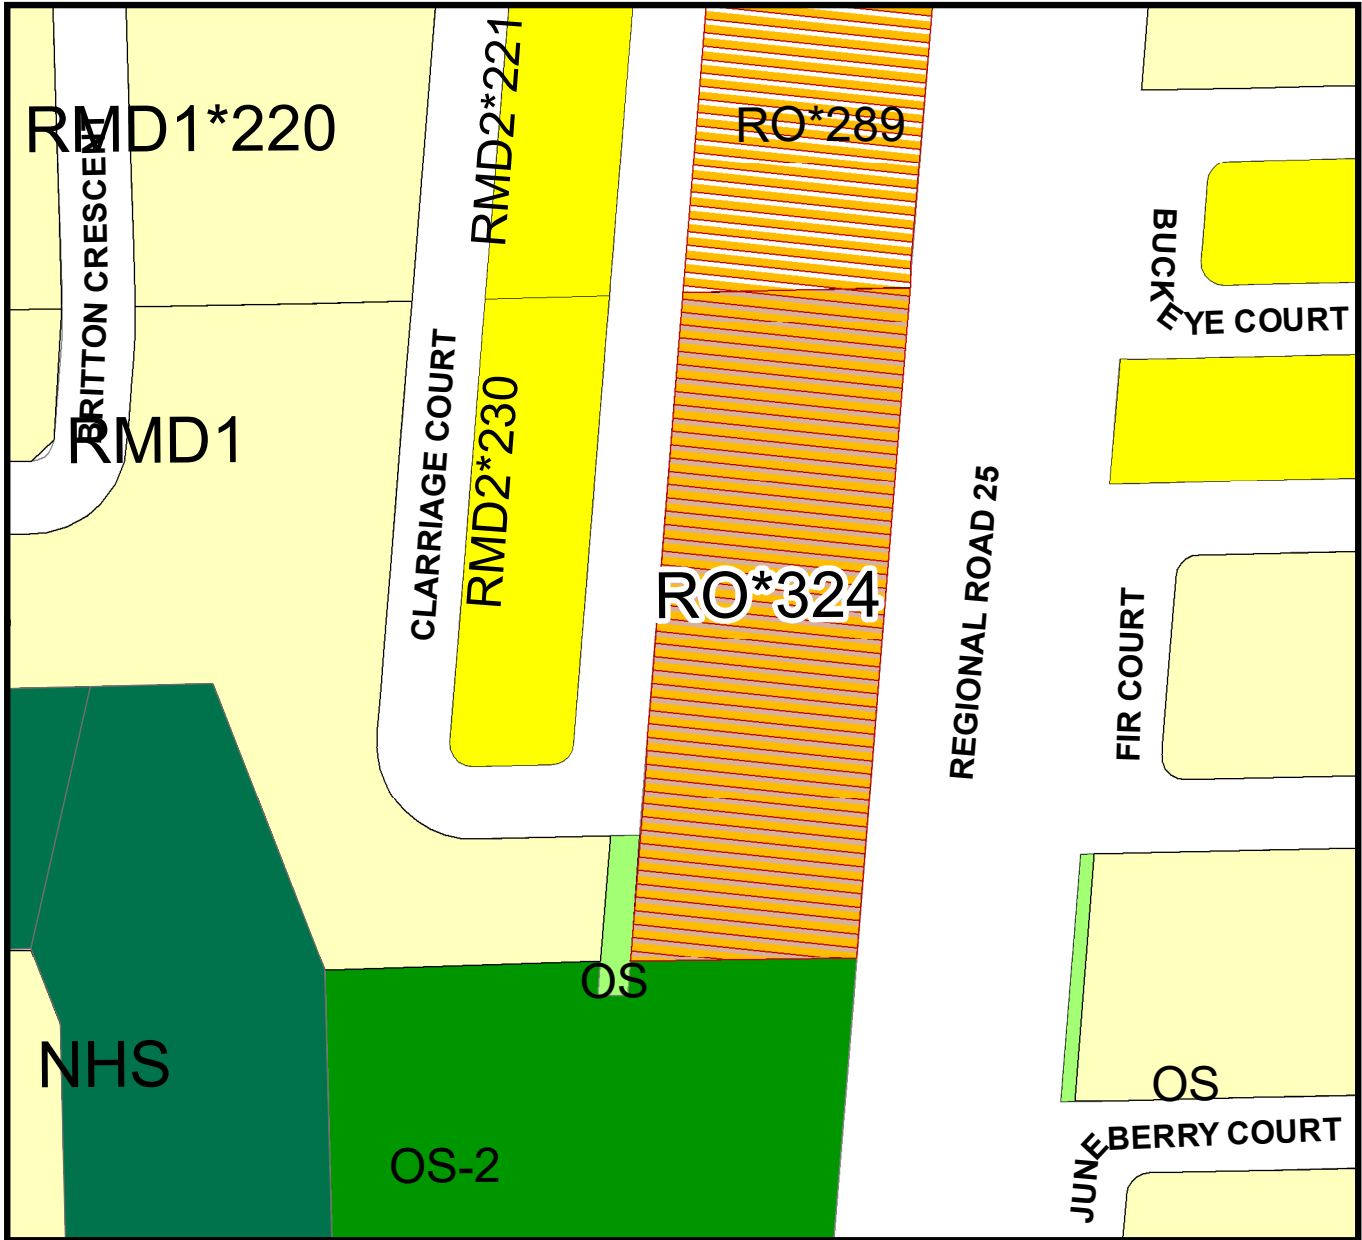 RMD1*220
BRITTON CRESCENT
RMD2*221
RO*289
BUCKEYE COURT
RMD1
CLARRIAGE COURT
RMD2*230
RO*324
REGIONAL ROAD 25
FIR COURT
OS
NHS
OS
OS-2
JUNEBERRY COURT